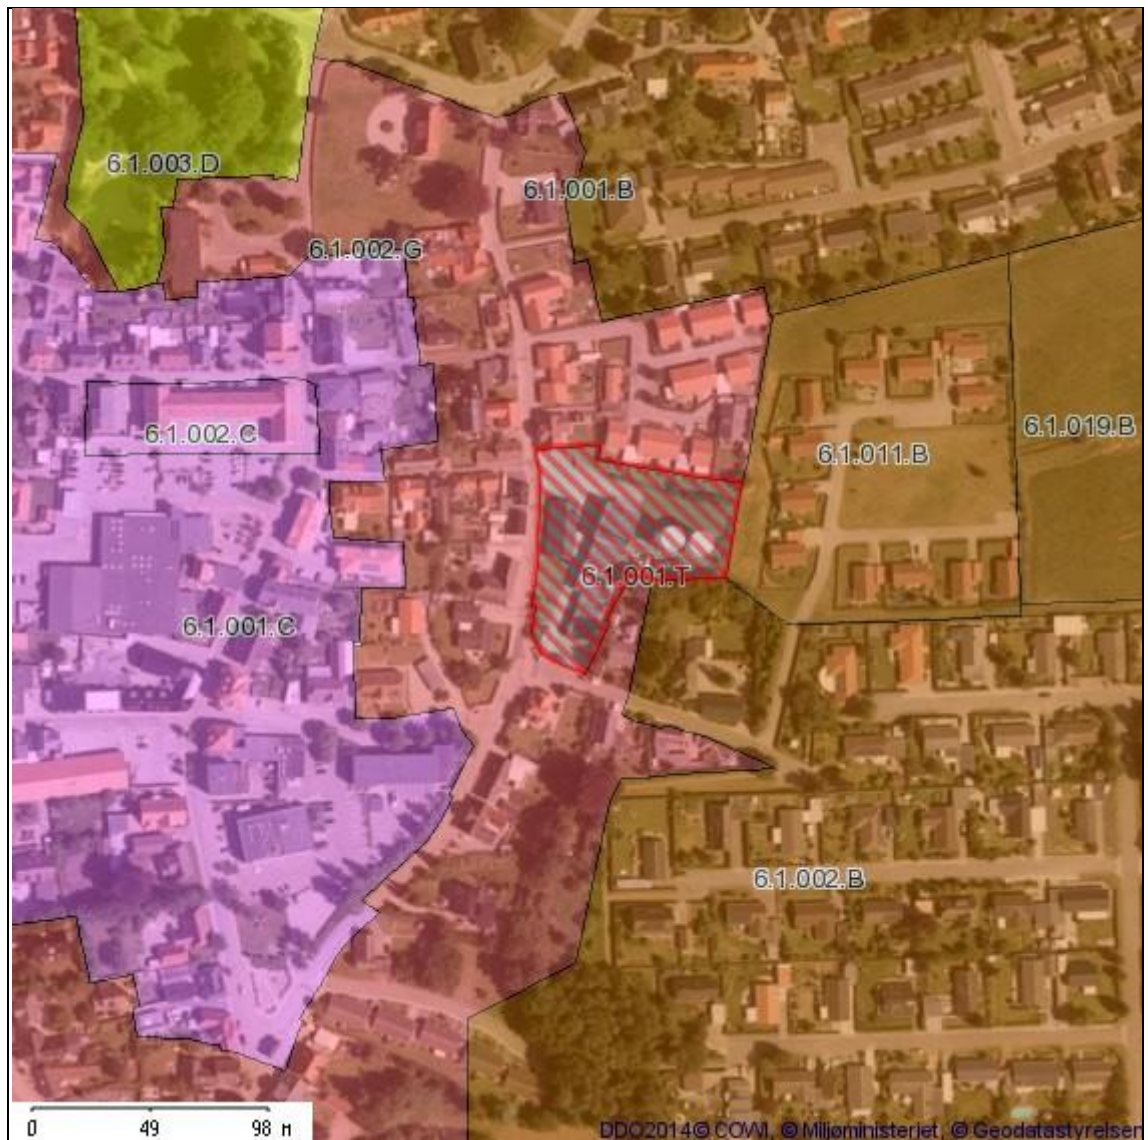 6.1.003.D
6.1.001.B
6.1.002.G
6.1.002.C
6.1.019.B
6.1.011.B
6.1.001.T
6.1.001.C
6.1.002.B
0 49 98 M
DDO2014 © COWI, © Miljøministeriet, © Geodatastyrelsen